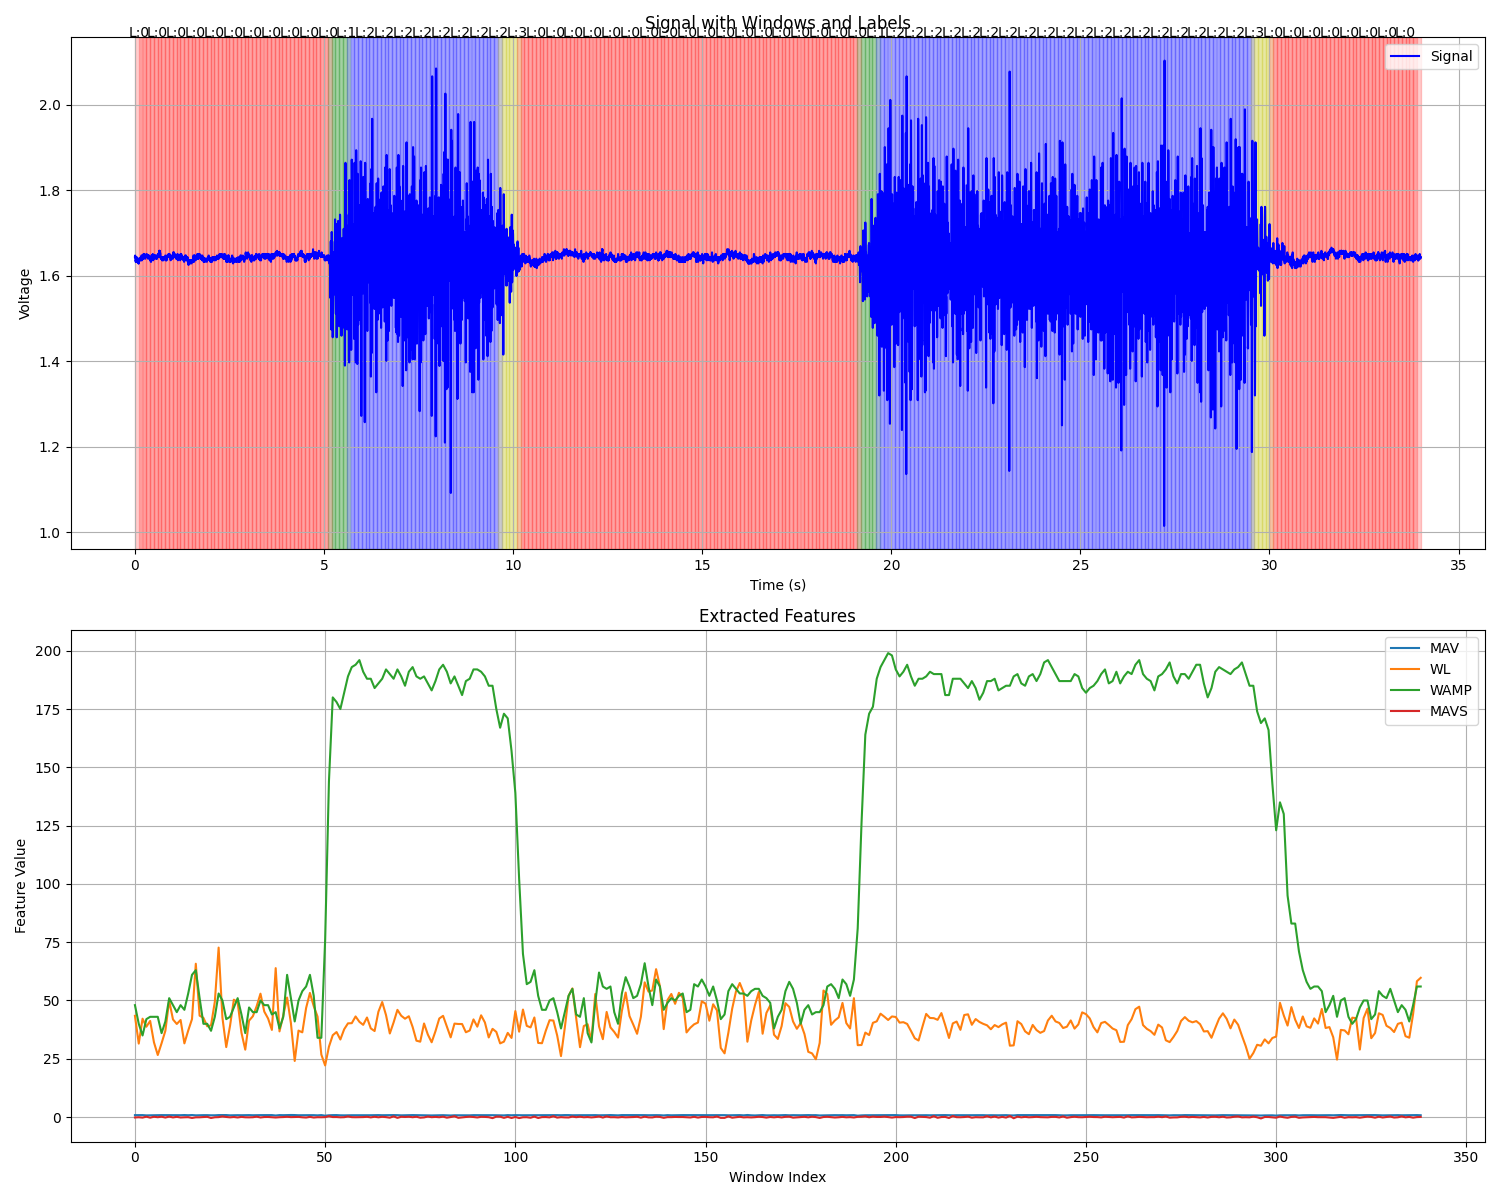 Signal with Windows and Labels
Signal
2.0
1.8
1.6
1.4
1.2
1.0
Voltage
0 5 10 15 20 25 30 35
Time (s)
Extracted Features
MAV
WL
WAMP
MAVS
200
175
150
125
100
75
50
25
0
Feature Value
0 50 100 150 200 250 300 350
Window Index